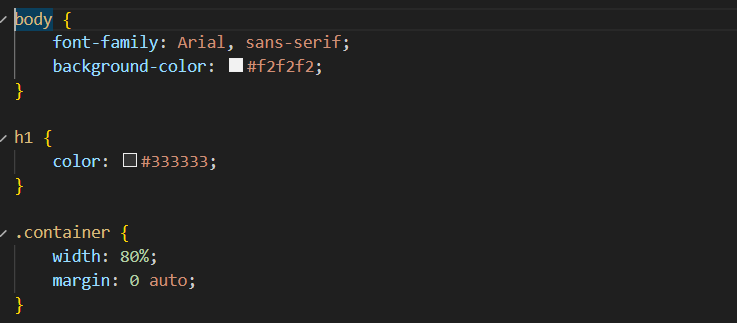 body {
    font-family: Arial, sans-serif;
    background-color: #f2f2f2;
}

h1 {
    color: #333333;
}

.container {
    width: 80%;
    margin: 0 auto;
}